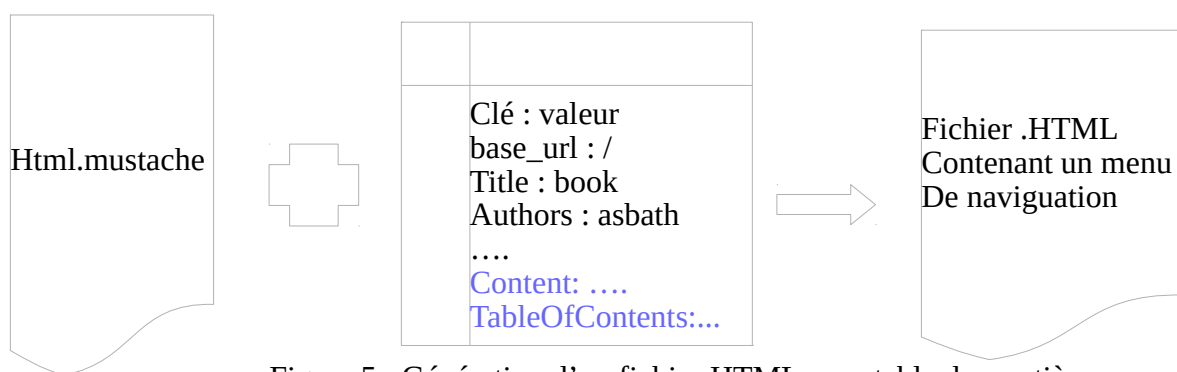 Html.mustache
Clé : valeur
base_url : /
Title : book
Authors : asbath
….
Content: ….
TableOfContents:...
Fichier .HTML
Contenant un menu
De naviguation